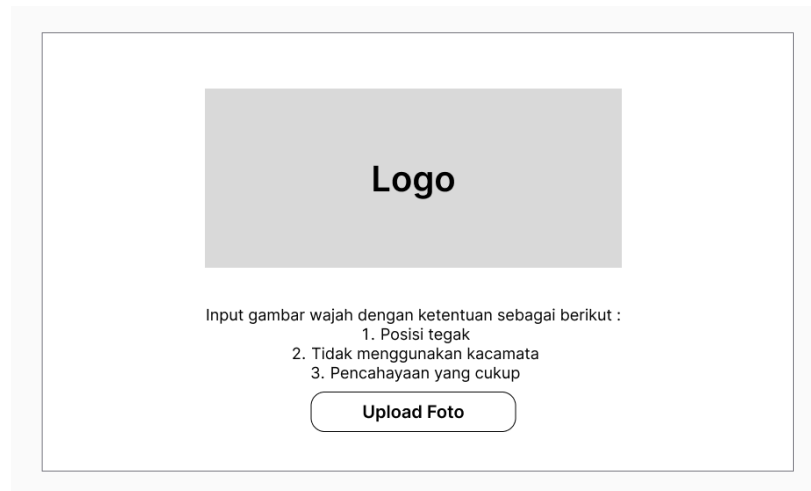 Logo
Input gambar wajah dengan ketentuan sebagai berikut :
1. Posisi tegak
2. Tidak menggunakan kacamata
3. Pencahayaan yang cukup
Upload Foto